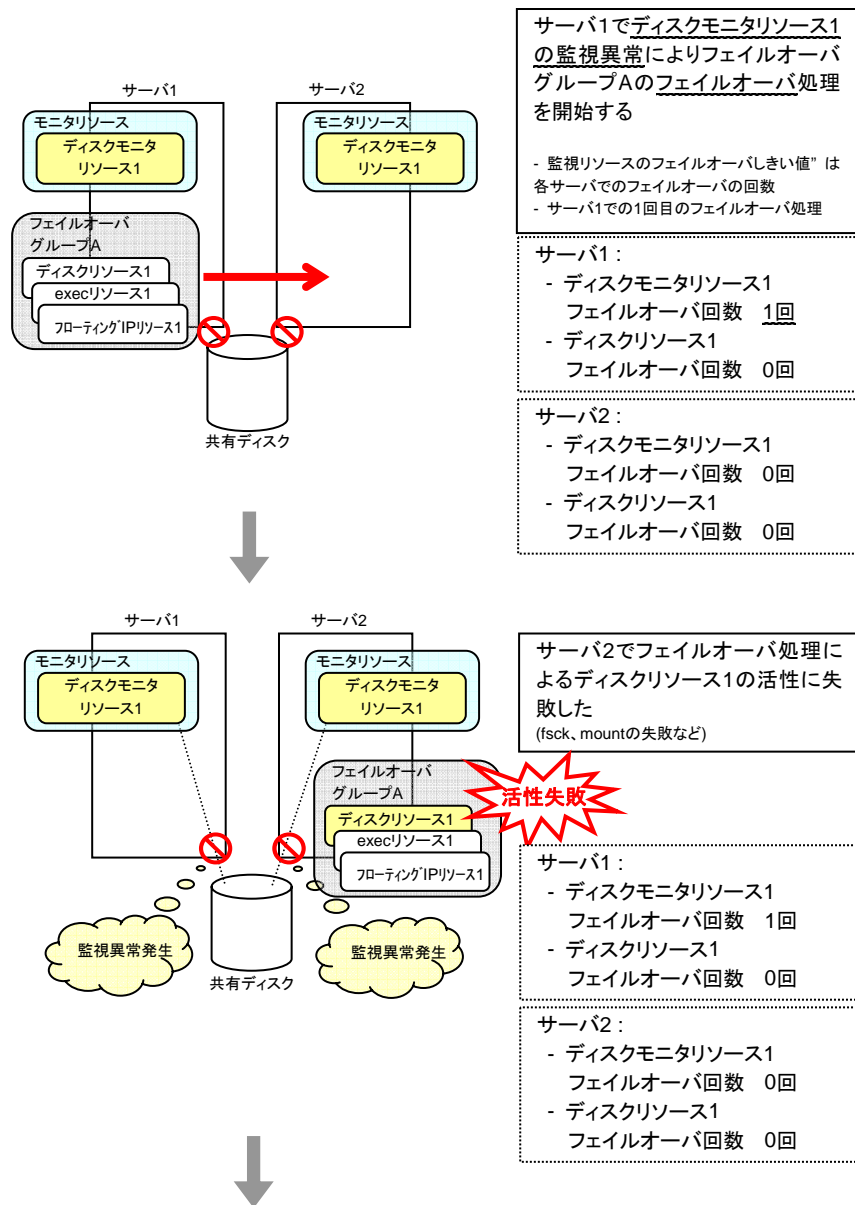 サーバ1でディスクモニタリソース1
の監視異常によりフェイルオーバ
グループAのフェイルオーバ処理
を開始する
- 監視リソースのフェイルオーバしきい値” は
各サーバでのフェイルオーバの回数
- サーバ1での1回目のフェイルオーバ処理
サーバ1
サーバ2
モニタリソース
ディスクモニタ
リソース1
モニタリソース
ディスクモニタ
リソース1
フェイルオーバ
グループA
ディスクリソース1
execリソース1
フローティングIPリソース1
共有ディスク
サーバ1 :
- ディスクモニタリソース1
フェイルオーバ回数 1回
- ディスクリソース1
フェイルオーバ回数 0回
サーバ2 :
- ディスクモニタリソース1
フェイルオーバ回数 0回
- ディスクリソース1
フェイルオーバ回数 0回
サーバ1
サーバ2
モニタリソース
ディスクモニタ
リソース1
モニタリソース
ディスクモニタ
リソース1
フェイルオーバ
グループA
ディスクリソース1
execリソース1
フローティングIPリソース1
活性失敗
監視異常発生
共有ディスク
監視異常発生
サーバ2でフェイルオーバ処理に
よるディスクリソース1の活性に失
敗した
(fsck、mountの失敗など)
サーバ1 :
- ディスクモニタリソース1
フェイルオーバ回数 1回
- ディスクリソース1
フェイルオーバ回数 0回
サーバ2 :
- ディスクモニタリソース1
フェイルオーバ回数 0回
- ディスクリソース1
フェイルオーバ回数 0回